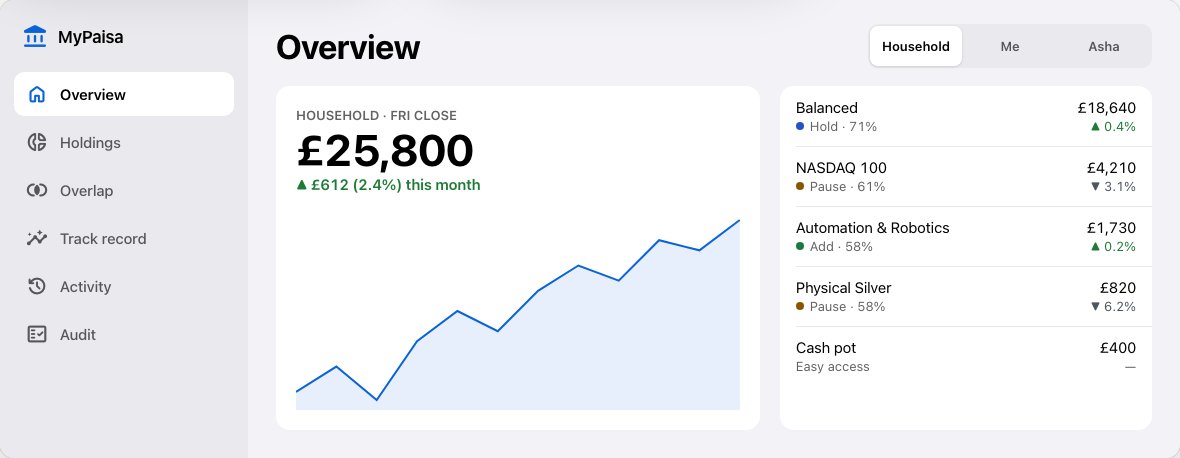 MyPaisa
Overview
Holdings
Overlap
Track record
Activity
Audit
Overview
Household Me Asha
HOUSEHOLD · FRI CLOSE
£25,800
▲ £612 (2.4%) this month
Balanced £18,640
Hold · 71% ▲ 0.4%
NASDAQ 100 £4,210
Pause · 61% ▼ 3.1%
Automation & Robotics £1,730
Add · 58% ▲ 0.2%
Physical Silver £820
Pause · 58% ▼ 6.2%
Cash pot £400
Easy access —